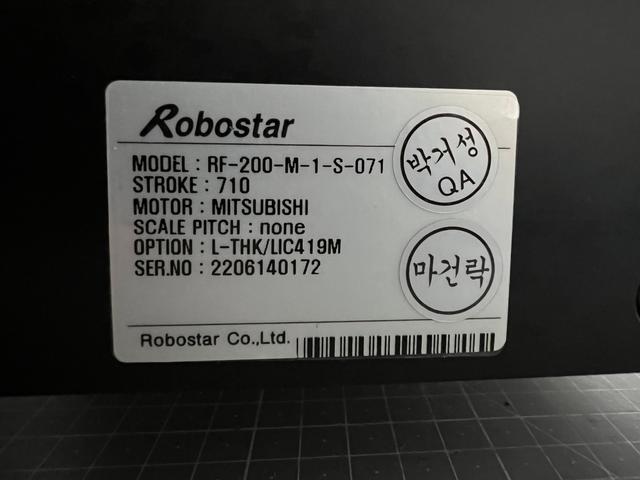 Robostar
MODEL : RF-200-M-1-S-071
STROKE : 710
MOTOR : MITSUBISHI
SCALE PITCH : none
OPTION : L-THK/LIC419M
SER.NO : 2206140172
박거성
QA
마건락
Robostar Co.,Ltd.